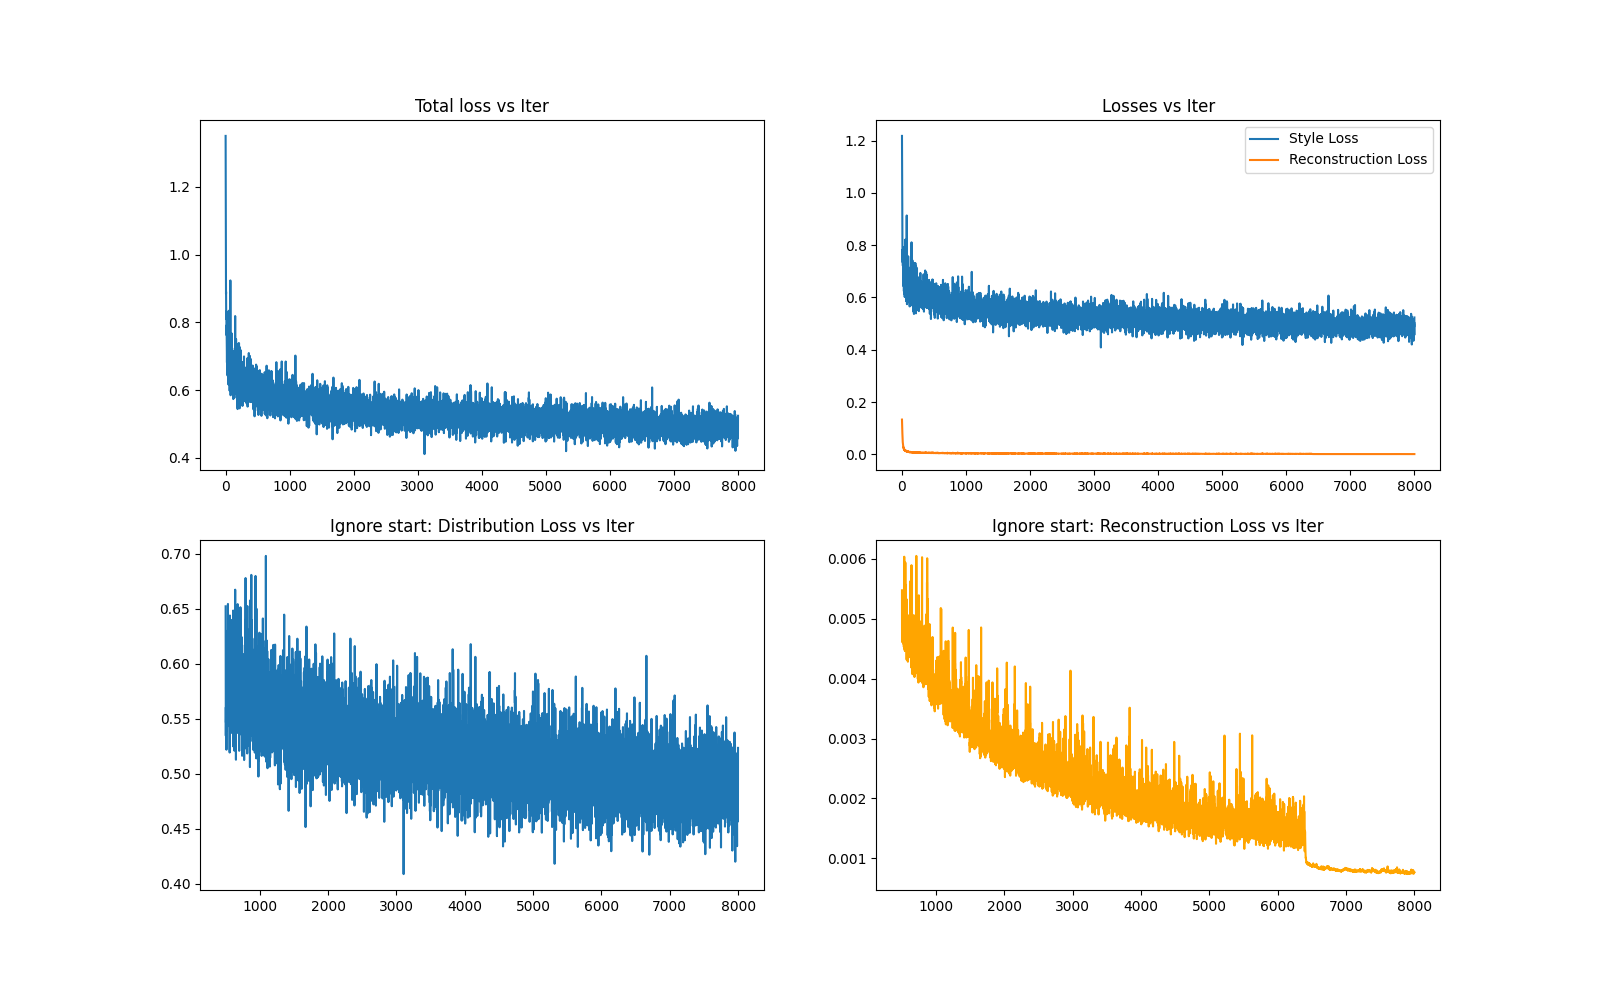 Total loss vs Iter
1.2
1.0
0.8
0.6
0.4
0 1000 2000 3000 4000 5000 6000 7000 8000
Losses vs Iter
Style Loss
Reconstruction Loss
1.2
1.0
0.8
0.6
0.4
0.2
0.0
0 1000 2000 3000 4000 5000 6000 7000 8000
Ignore start: Distribution Loss vs Iter
0.70
0.65
0.60
0.55
0.50
0.45
0.40
1000 2000 3000 4000 5000 6000 7000 8000
Ignore start: Reconstruction Loss vs Iter
0.006
0.005
0.004
0.003
0.002
0.001
1000 2000 3000 4000 5000 6000 7000 8000